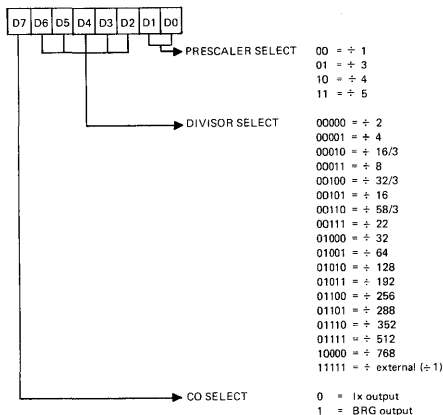 D7 D6 D5 D4 D3 D2 D1 D0
PRESCALER SELECT 00 = ÷ 1
01 = ÷ 3
10 = ÷ 4
11 = ÷ 5
DIVISOR SELECT 00000 = ÷ 2
00001 = ÷ 4
00010 = ÷ 16/3
00011 = ÷ 8
00100 = ÷ 32/3
00101 = ÷ 16
00110 = ÷ 58/3
00111 = ÷ 22
01000 = ÷ 32
01001 = ÷ 64
01010 = ÷ 128
01011 = ÷ 192
01100 = ÷ 256
01101 = ÷ 288
01110 = ÷ 352
01111 = ÷ 512
10000 = ÷ 768
11111 = ÷ external (÷1)
CO SELECT 0 = Ix output
1 = BRG output